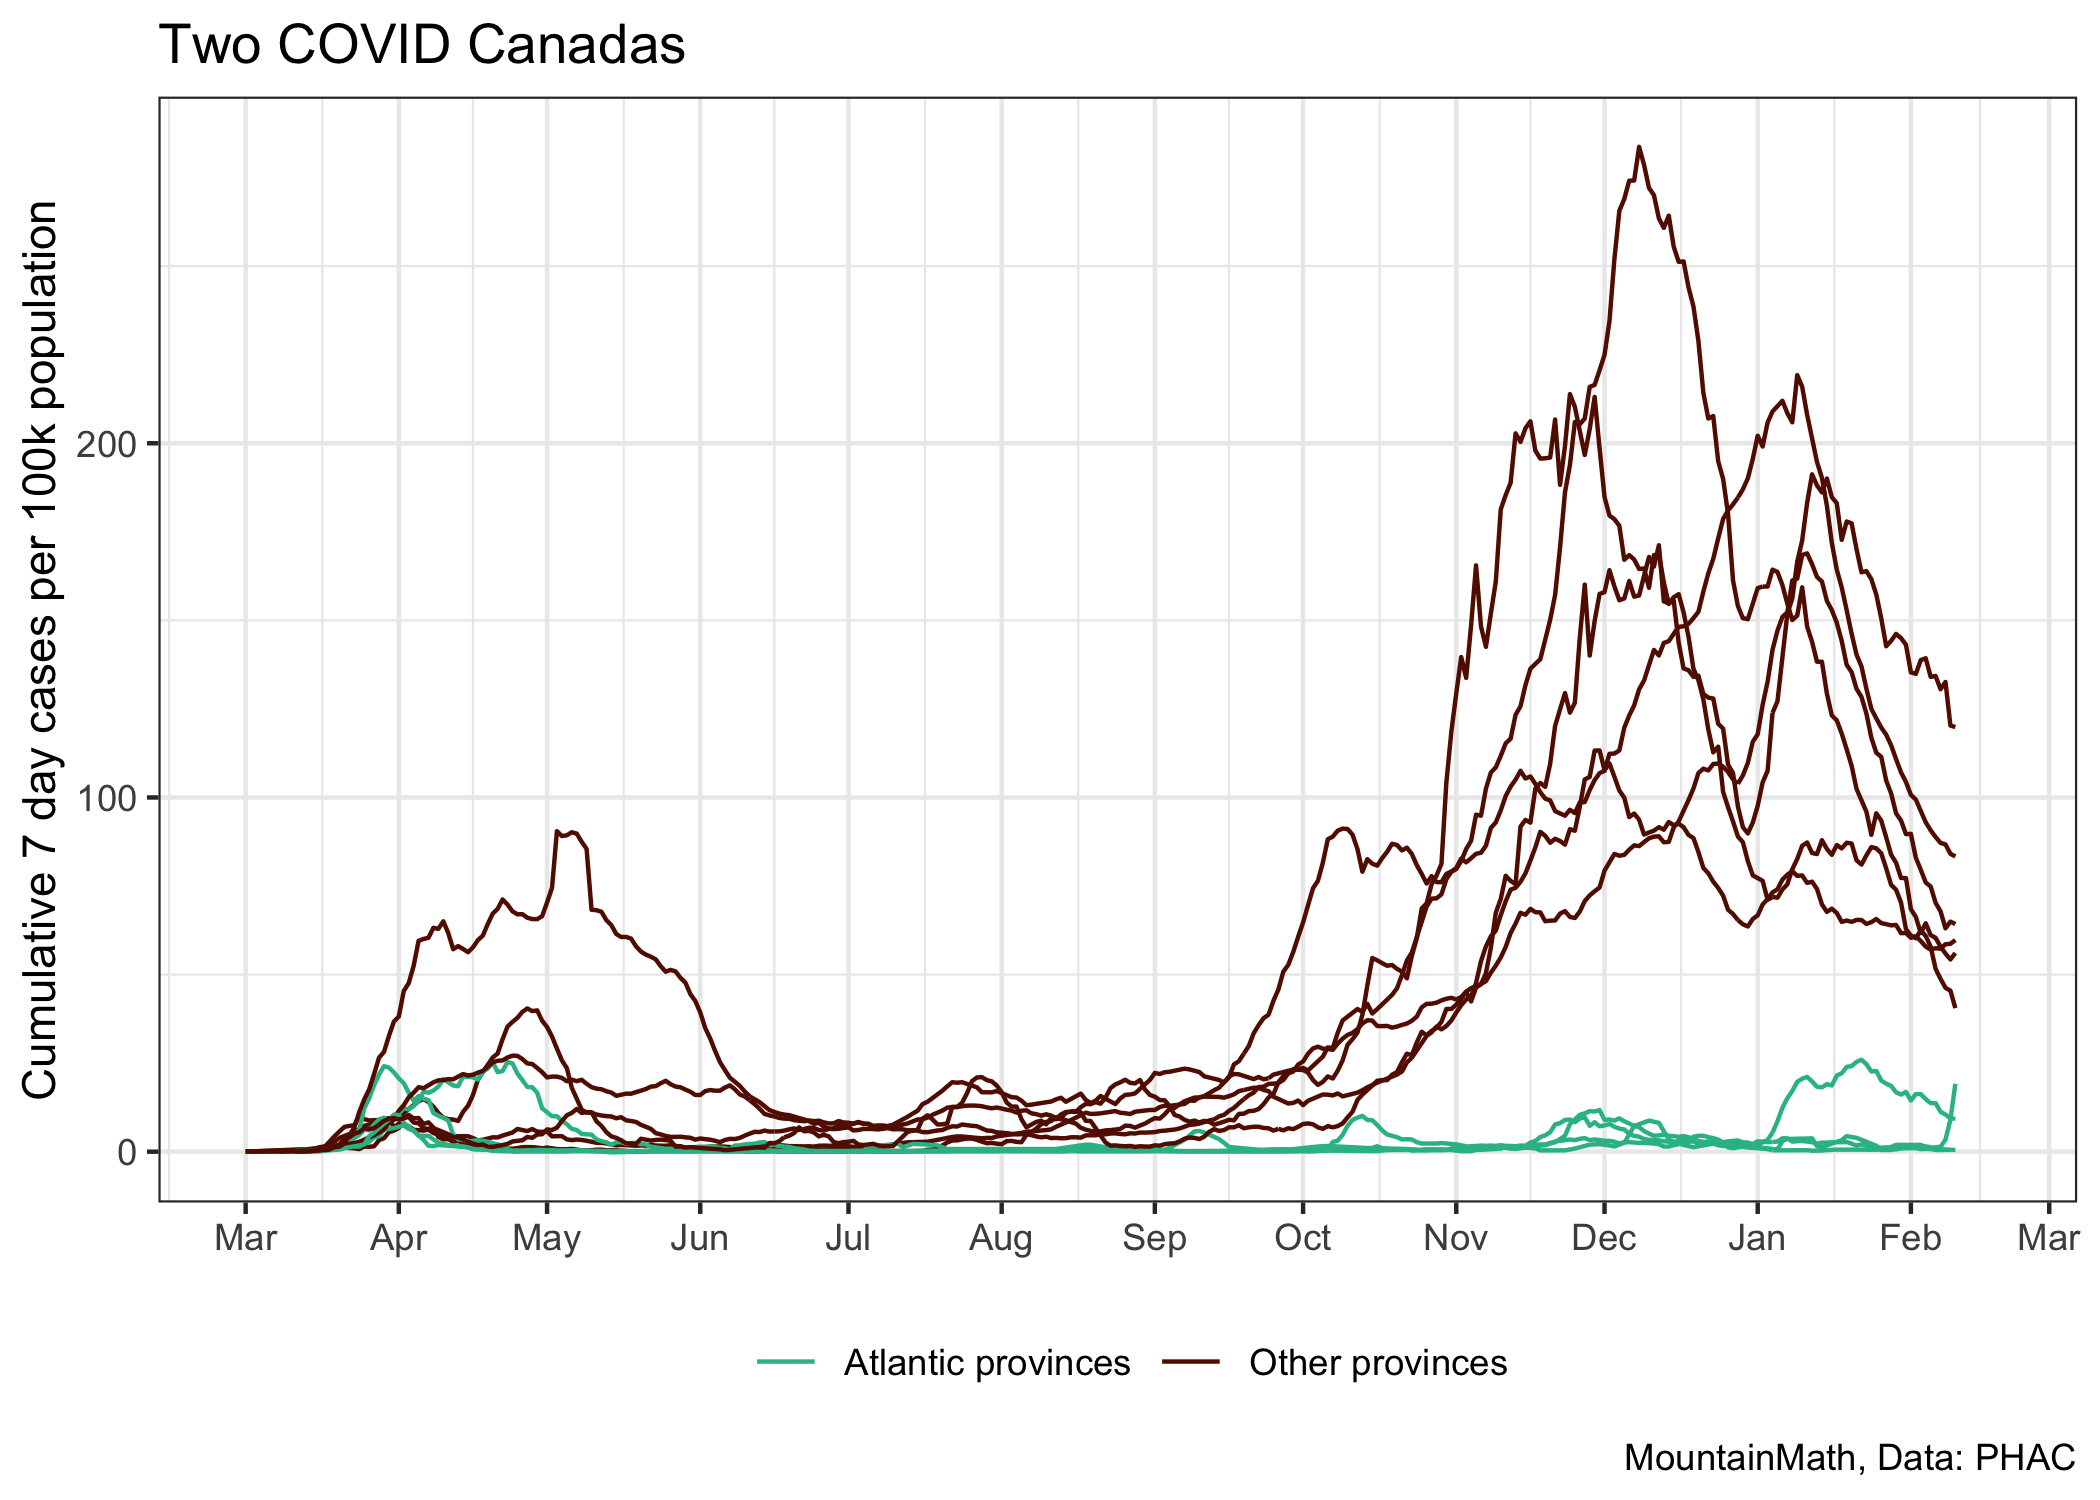 Two COVID Canadas
Cumulative 7 day cases per 100k population
200
100
0
Mar Apr May Jun Jul Aug Sep Oct Nov Dec Jan Feb Mar
Atlantic provinces Other provinces
MountainMath, Data: PHAC